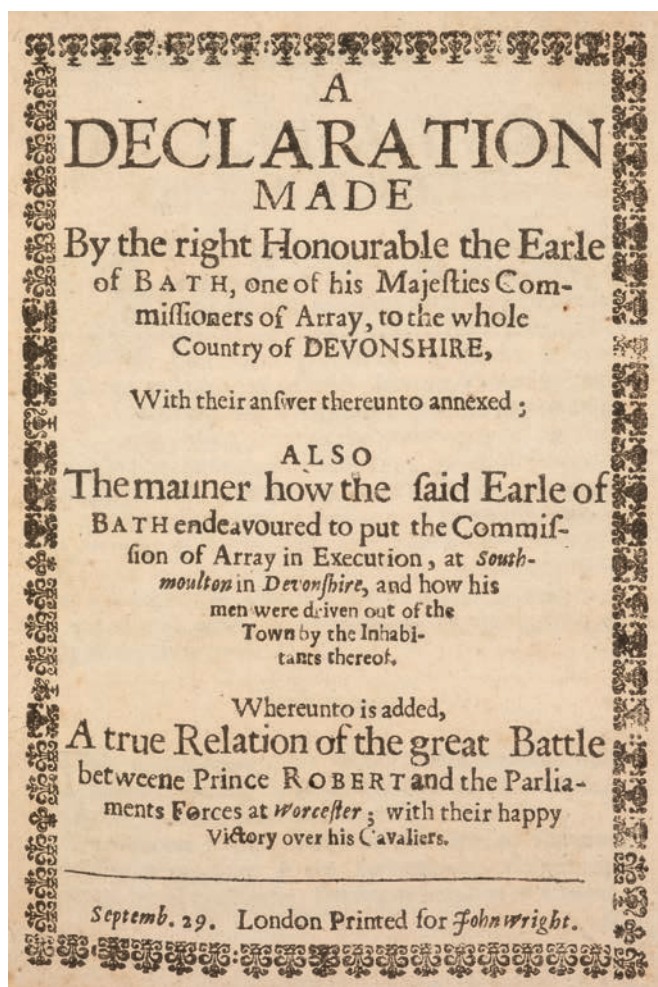 A
DECLARATION
MADE
By the right Honourable the Earle
of BATH, one of his Majeſties Com-
miſſioners of Array, to the whole
Country of DEVONSHIRE,
With their anſwer thereunto annexed;
ALSO
The manner how the ſaid Earle of
BATH endeavoured to put the Commiſ-
ſion of Array in Execution, at South-
moulton in Devonſhire, and how his
men were driven out of the
Town by the Inhabi-
tants thereof.
Whereunto is added,
A true Relation of the great Battle
betweene Prince ROBERT and the Parlia-
ments Forces at Worceſter; with their happy
Victory over his Cavaliers.
Septemb. 29. London Printed for John wright.